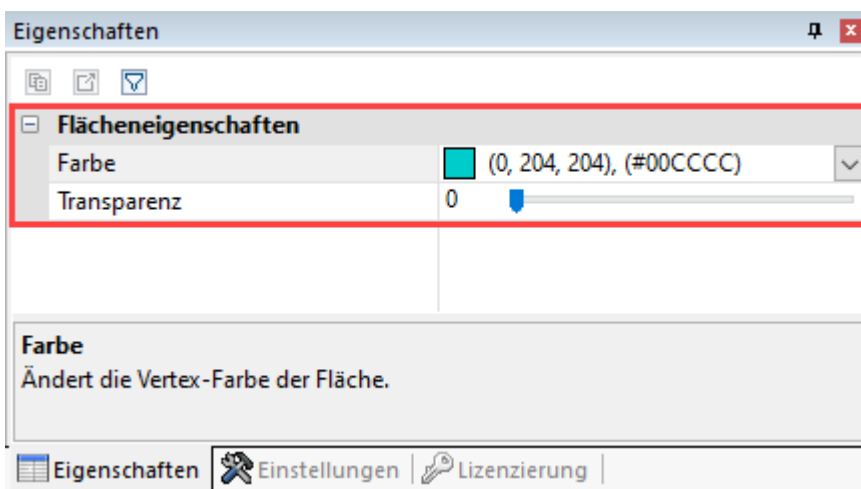 Eigenschaften
Flächeneigenschaften
Farbe (0, 204, 204), (#00CCCC)
Transparenz 0
Farbe
Ändert die Vertex-Farbe der Fläche.
Eigenschaften Einstellungen Lizenzierung